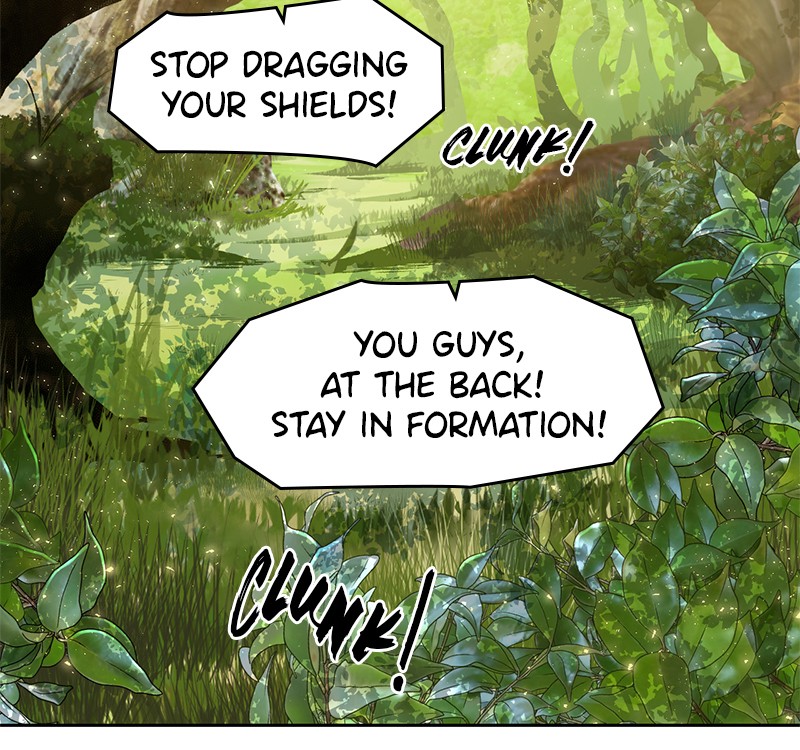 STOP DRAGGING
YOUR SHIELDS!
CLUNK!
YOU GUYS,
AT THE BACK!
STAY IN FORMATION!
CLUNK!